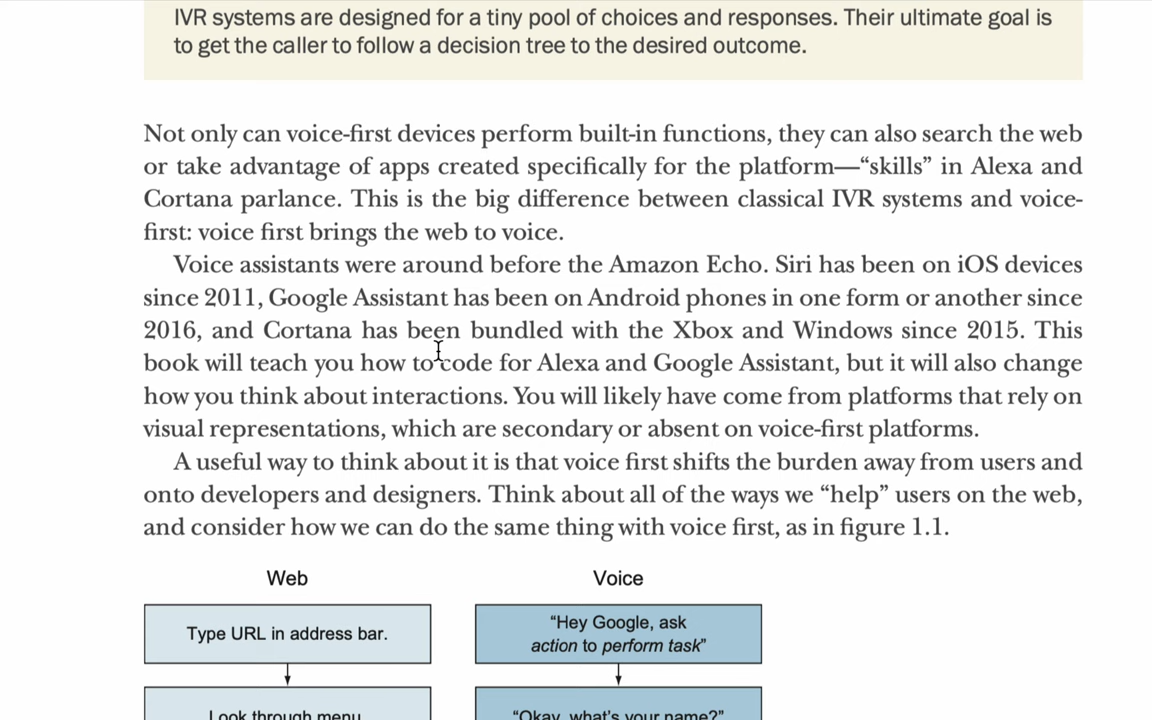 IVR systems are designed for a tiny pool of choices and responses. Their ultimate goal is
to get the caller to follow a decision tree to the desired outcome.
Not only can voice-first devices perform built-in functions, they can also search the web
or take advantage of apps created specifically for the platform—“skills” in Alexa and
Cortana parlance. This is the big difference between classical IVR systems and voice-
first: voice first brings the web to voice.
Voice assistants were around before the Amazon Echo. Siri has been on iOS devices
since 2011, Google Assistant has been on Android phones in one form or another since
2016, and Cortana has been bundled with the Xbox and Windows since 2015. This
book will teach you how to code for Alexa and Google Assistant, but it will also change
how you think about interactions. You will likely have come from platforms that rely on
visual representations, which are secondary or absent on voice-first platforms.
A useful way to think about it is that voice first shifts the burden away from users and
onto developers and designers. Think about all of the ways we “help” users on the web,
and consider how we can do the same thing with voice first, as in figure 1.1.
Web
Type URL in address bar.
Look through menu
Voice
“Hey Google, ask
action to perform task”
“Okay, what’s your name?”